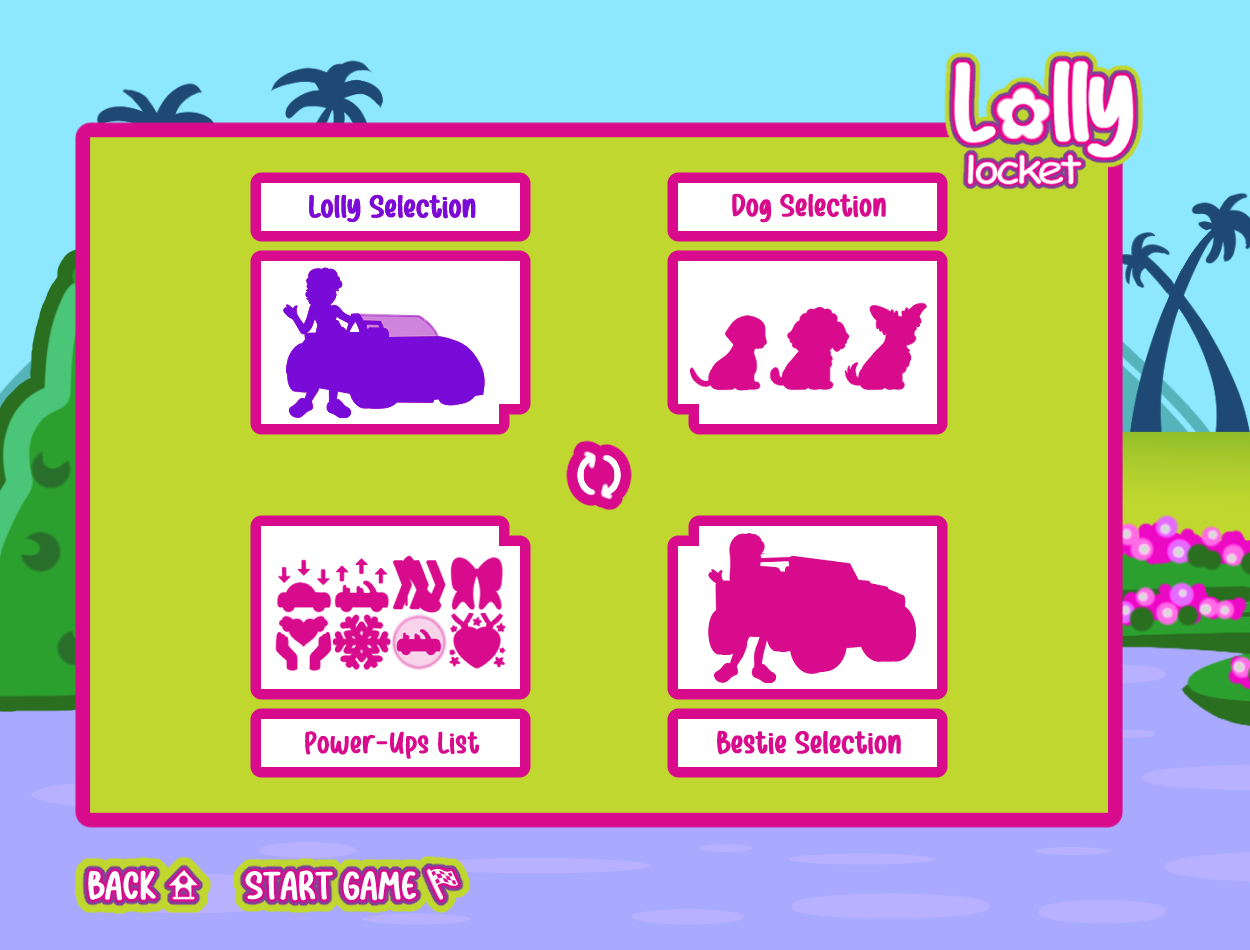 Lolly
locket
Lolly Selection
Dog Selection
Power-Ups List
Bestie Selection
BACK
START GAME